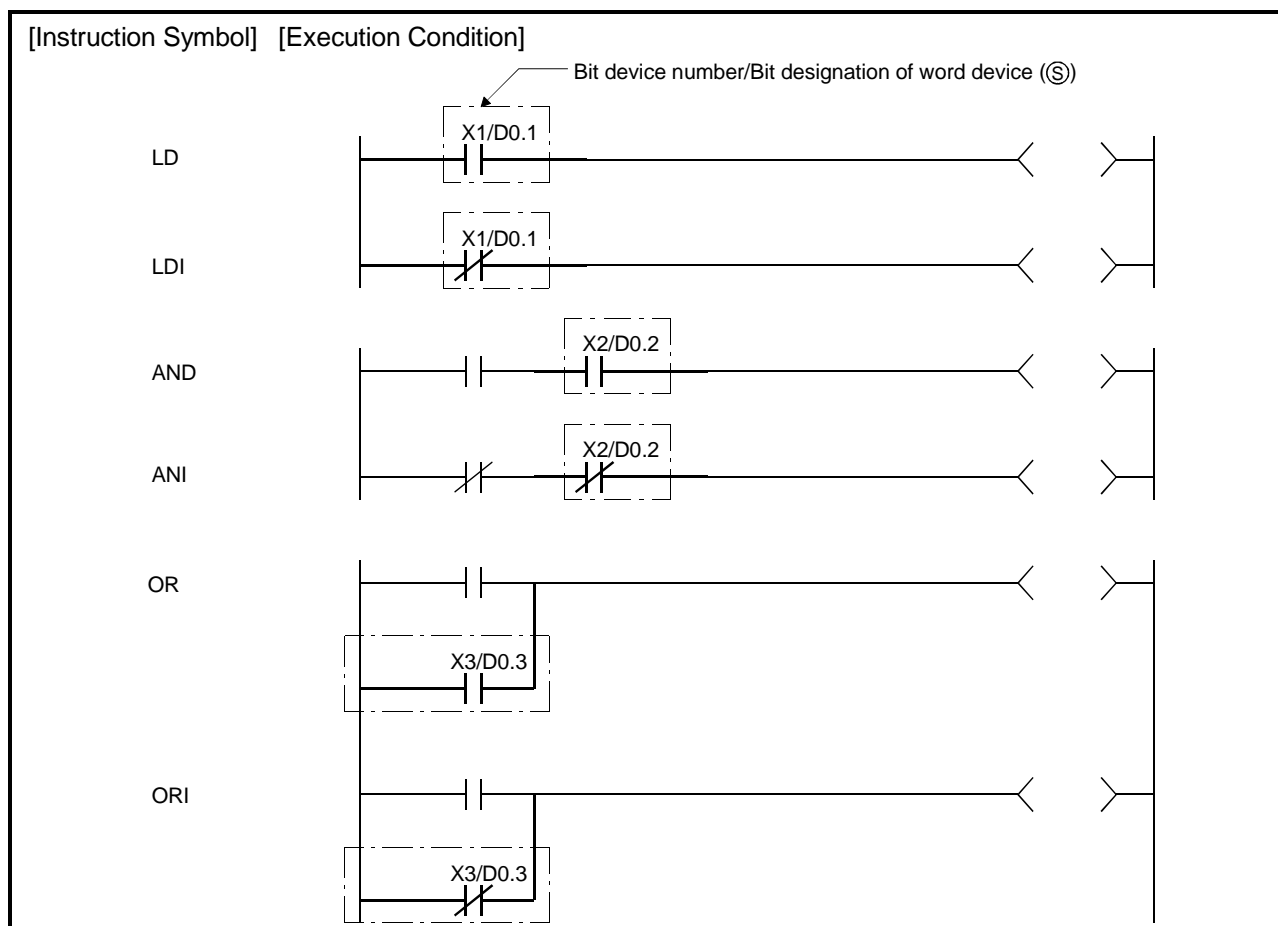 [Instruction Symbol] [Execution Condition]
Bit device number/Bit designation of word device (Ⓢ)
LD
X1/D0.1
LDI
X1/D0.1
AND
X2/D0.2
ANI
X2/D0.2
OR
X3/D0.3
ORI
X3/D0.3